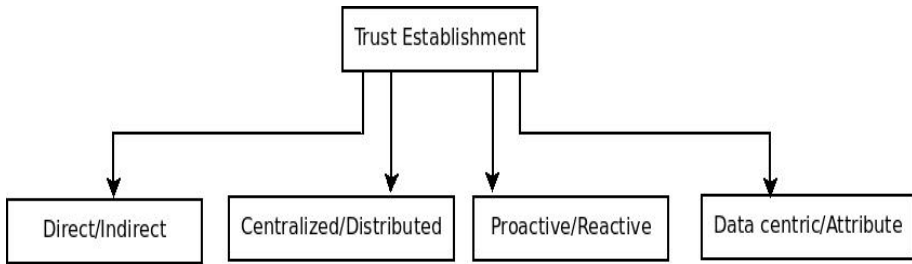 Trust Establishment
Direct/Indirect
Centralized/Distributed
Proactive/Reactive
Data centric/Attribute